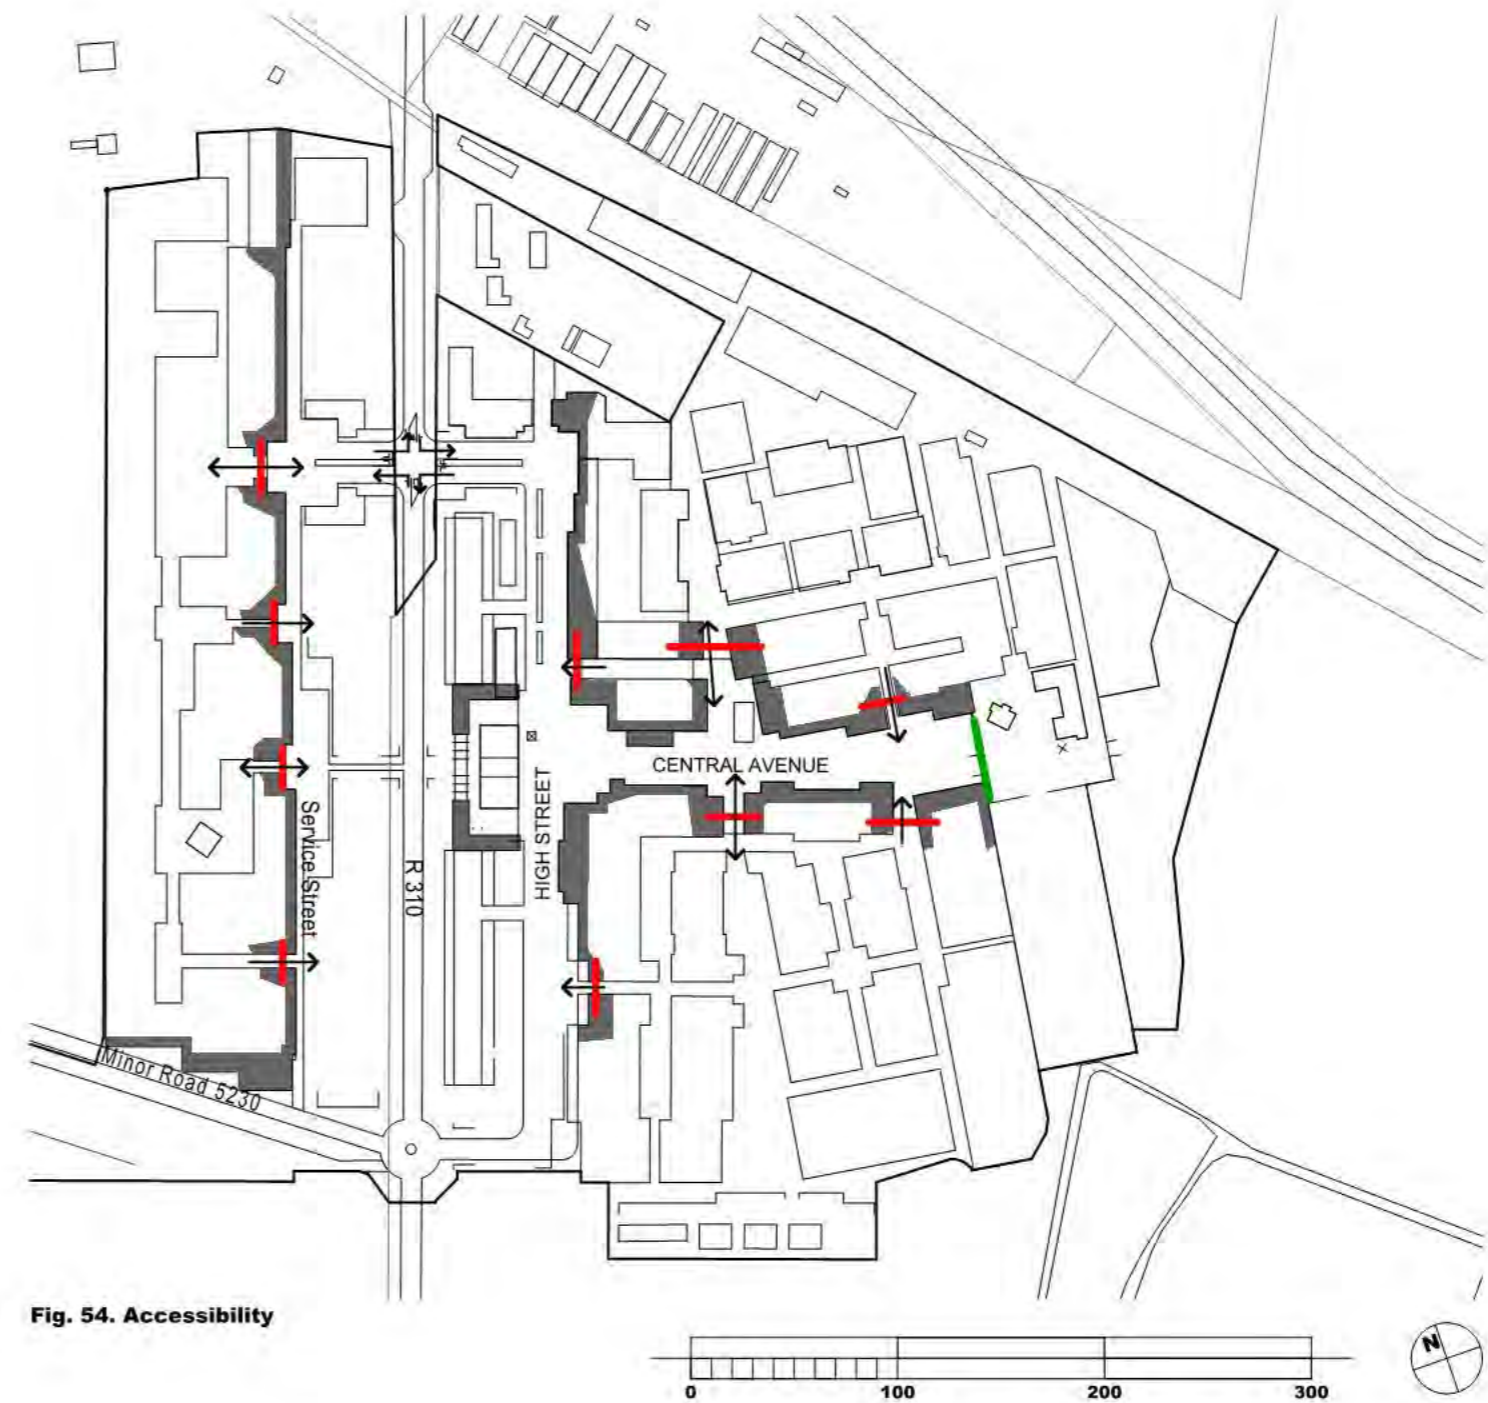 CENTRAL AVENUE
HIGH STREET
Service Street
R 310
Minor Road 5230
Fig. 54. Accessibility
N
0 100 200 300